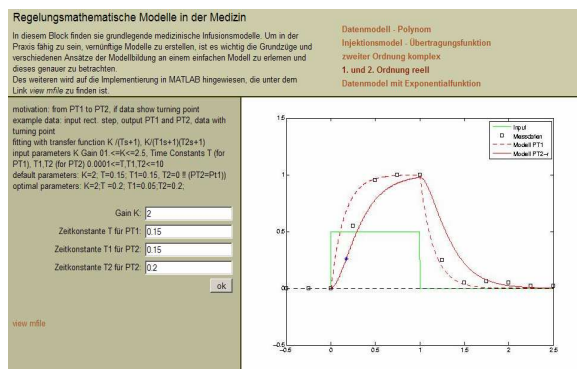 Regelungsmathematische Modelle in der Medizin
In diesem Block finden sie grundlegende medizinische Infusionsmodelle. Um in der
Praxis fähig zu sein, vernünftige Modelle zu erstellen, ist es wichtig die Grundzüge und
verschiedenen Ansätze der Modellbildung an einem einfachen Modell zu erlernen und
dieses genauer zu betrachten.
Des weiteren wird auf die Implementierung in MATLAB hingewiesen, die unter dem
Link view mfile zu finden ist.
Datenmodell - Polynom
Injektionsmodel - Übertragungsfunktion
zweiter Ordnung komplex
1. und 2. Ordnung reell
Datenmodel mit Exponentialfunktion
motivation: from PT1 to PT2, if data show turning point
example data: input rect. step, output PT1 and PT2, data with
turning point
fitting with transfer function K /(Ts+1), K/(T1s+1)(T2s+1)
input parameters K Gain 01.<=K<=2.5, Time Constants T (for
PT1), T1,T2 (for PT2) 0.0001<=T,T1,T2<=10
default parameters: K=2; T=0.15; T1=0.15, T2=0 !! (PT2=Pt1))
optimal parameters: K=2;T =0.2; T1=0.05;T2=0.2;
Gain K: 2
Zeitkonstante T für PT1: 0.15
Zeitkonstante T1 für PT2: 0.15
Zeitkonstante T2 für PT2: 0.2
ok
view mfile
Input
Messdaten
Modell PT1
Modell PT2-r
1.5
1
0.5
0
-0.5
-0.5 0 0.5 1 1.5 2 2.5